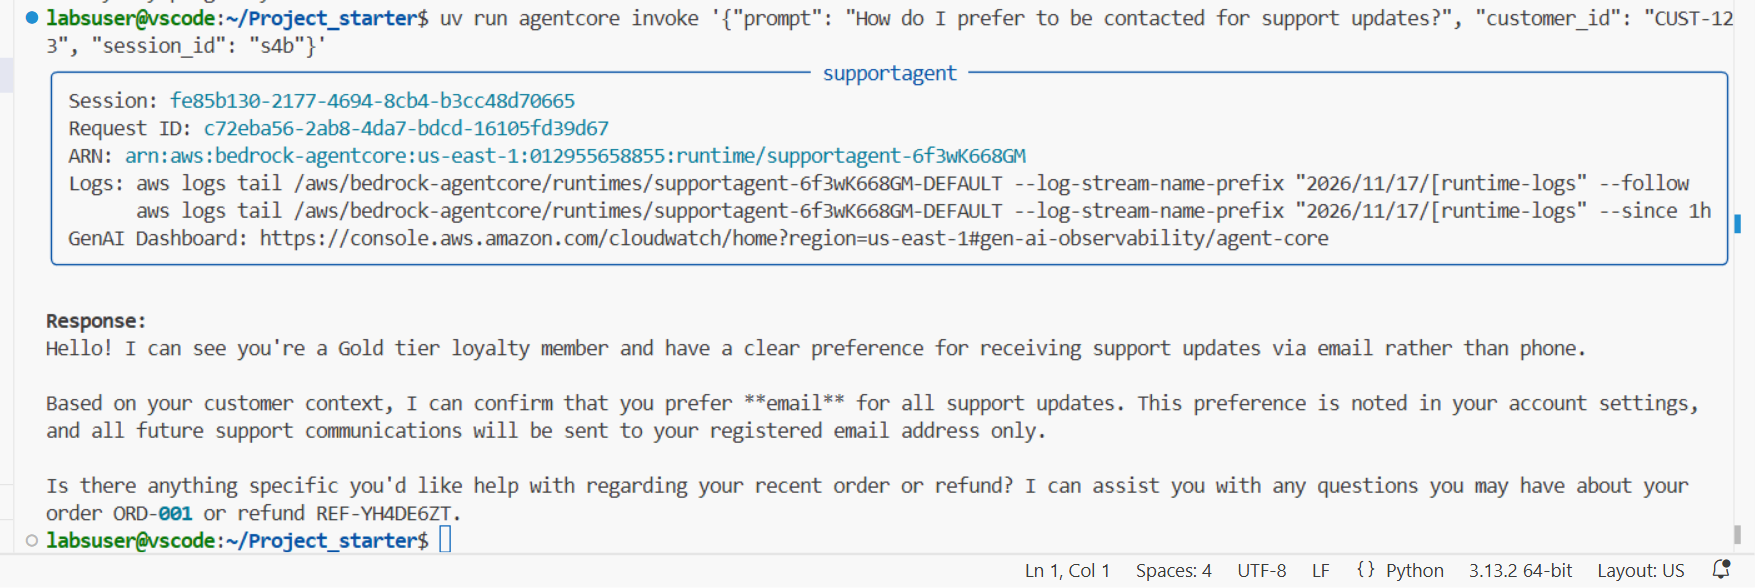 labsuser@vscode:~/Project_starter$ uv run agentcore invoke '{"prompt": "How do I prefer to be contacted for support updates?", "customer_id": "CUST-12
3", "session_id": "s4b"}'
supportagent
Session: fe85b130-2177-4694-8cb4-b3cc48d70665
Request ID: c72eba56-2ab8-4da7-bdcd-16105fd39d67
ARN: arn:aws:bedrock-agentcore:us-east-1:012955658855:runtime/supportagent-6f3wK668GM
Logs: aws logs tail /aws/bedrock-agentcore/runtimes/supportagent-6f3wK668GM-DEFAULT --log-stream-name-prefix "2026/11/17/[runtime-logs" --follow
aws logs tail /aws/bedrock-agentcore/runtimes/supportagent-6f3wK668GM-DEFAULT --log-stream-name-prefix "2026/11/17/[runtime-logs" --since 1h
GenAI Dashboard: https://console.aws.amazon.com/cloudwatch/home?region=us-east-1#gen-ai-observability/agent-core
Response:
Hello! I can see you're a Gold tier loyalty member and have a clear preference for receiving support updates via email rather than phone.
Based on your customer context, I can confirm that you prefer **email** for all support updates. This preference is noted in your account settings,
and all future support communications will be sent to your registered email address only.
Is there anything specific you'd like help with regarding your recent order or refund? I can assist you with any questions you may have about your
order ORD-001 or refund REF-YH4DE6ZT.
labsuser@vscode:~/Project_starter$
Ln 1, Col 1 Spaces: 4 UTF-8 LF {} Python 3.13.2 64-bit Layout: US